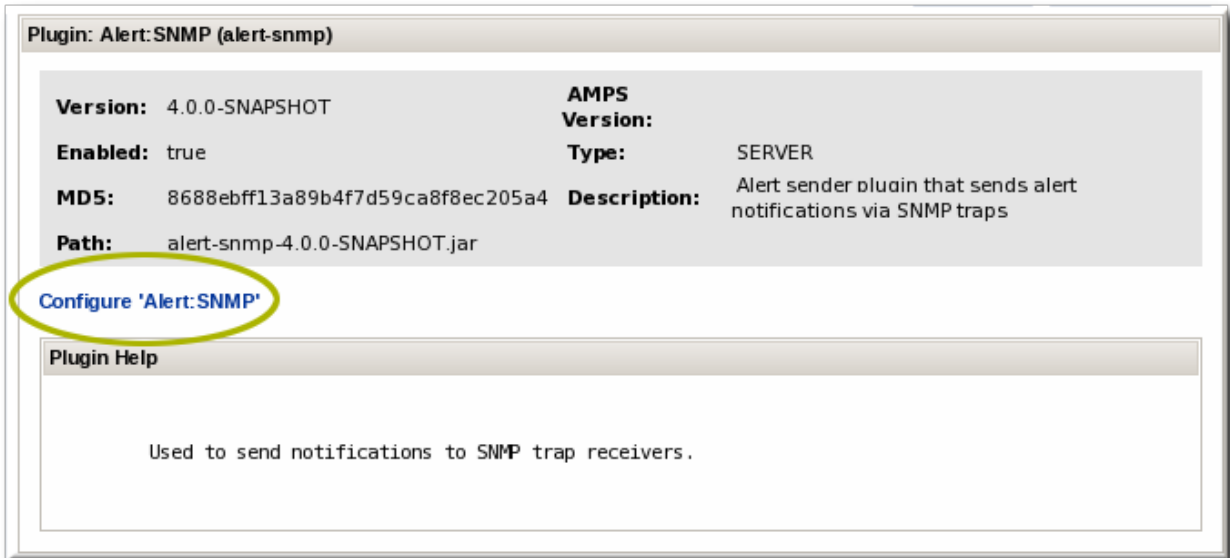 Plugin: Alert:SNMP (alert-snmp)
Version: 4.0.0-SNAPSHOT
AMPS Version:
Enabled: true
Type: SERVER
MD5: 8688ebff13a89b4f7d59ca8f8ec205a4
Description: Alert sender plugin that sends alert
notifications via SNMP traps
Path: alert-snmp-4.0.0-SNAPSHOT.jar
Configure 'Alert:SNMP'
Plugin Help
Used to send notifications to SNMP trap receivers.